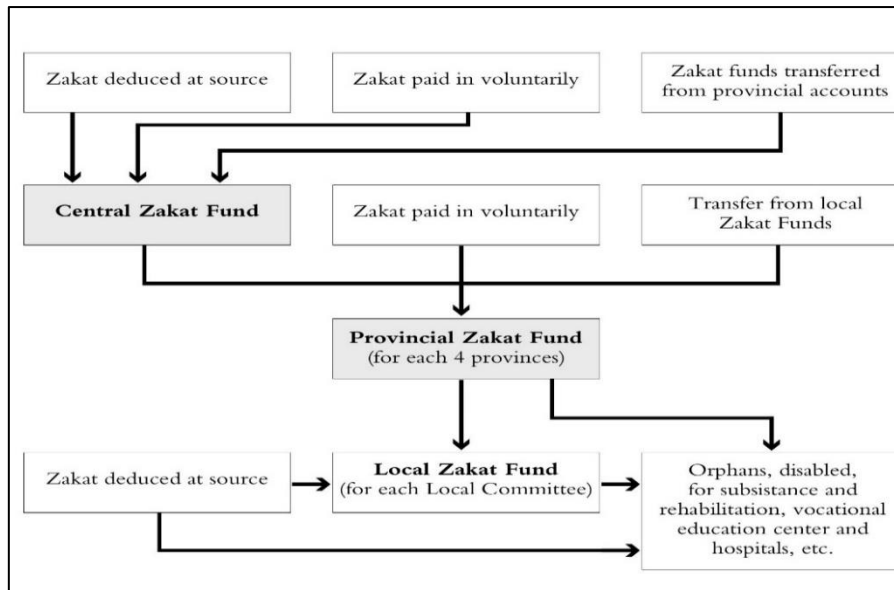 Zakat deduced at source
Zakat paid in voluntarily
Zakat funds transferred
from provincial accounts
Central Zakat Fund
Zakat paid in voluntarily
Transfer from local
Zakat Funds
Provincial Zakat Fund
(for each 4 provinces)
Zakat deduced at source
Local Zakat Fund
(for each Local Committee)
Orphans, disabled,
for subsistance and
rehabilitation, vocational
education center and
hospitals, etc.